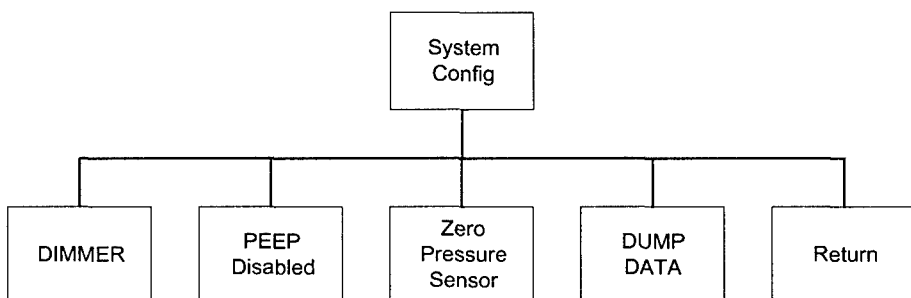 System
Config
DIMMER
PEEP
Disabled
Zero
Pressure
Sensor
DUMP
DATA
Return